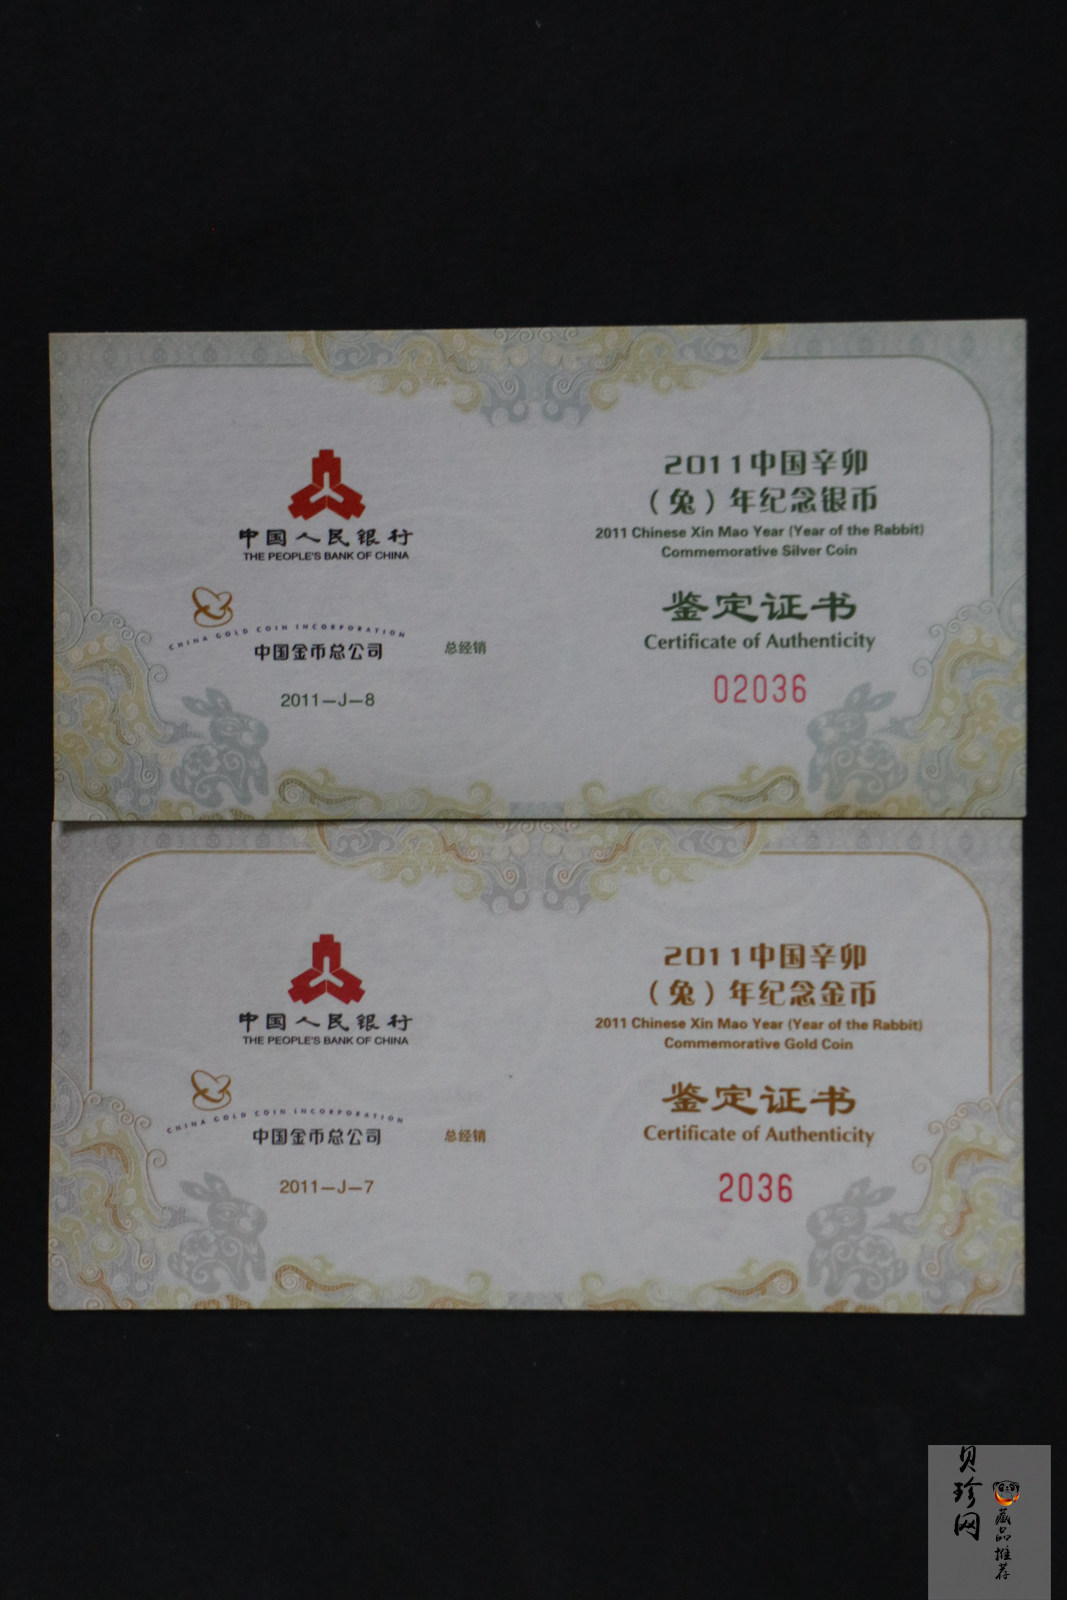 中国人民银行
THE PEOPLE'S BANK OF CHINA
CHINA GOLD COIN INCORPORATION
中国金币总公司 总经销
2011—J—8
2011中国辛卯
（兔）年纪念银币
2011 Chinese Xin Mao Year (Year of the Rabbit)
Commemorative Silver Coin
鉴定证书
Certificate of Authenticity
02036
中国人民银行
THE PEOPLE'S BANK OF CHINA
CHINA GOLD COIN INCORPORATION
中国金币总公司 总经销
2011—J—7
2011中国辛卯
（兔）年纪念金币
2011 Chinese Xin Mao Year (Year of the Rabbit)
Commemorative Gold Coin
鉴定证书
Certificate of Authenticity
2036
贝珍网
藏品推荐